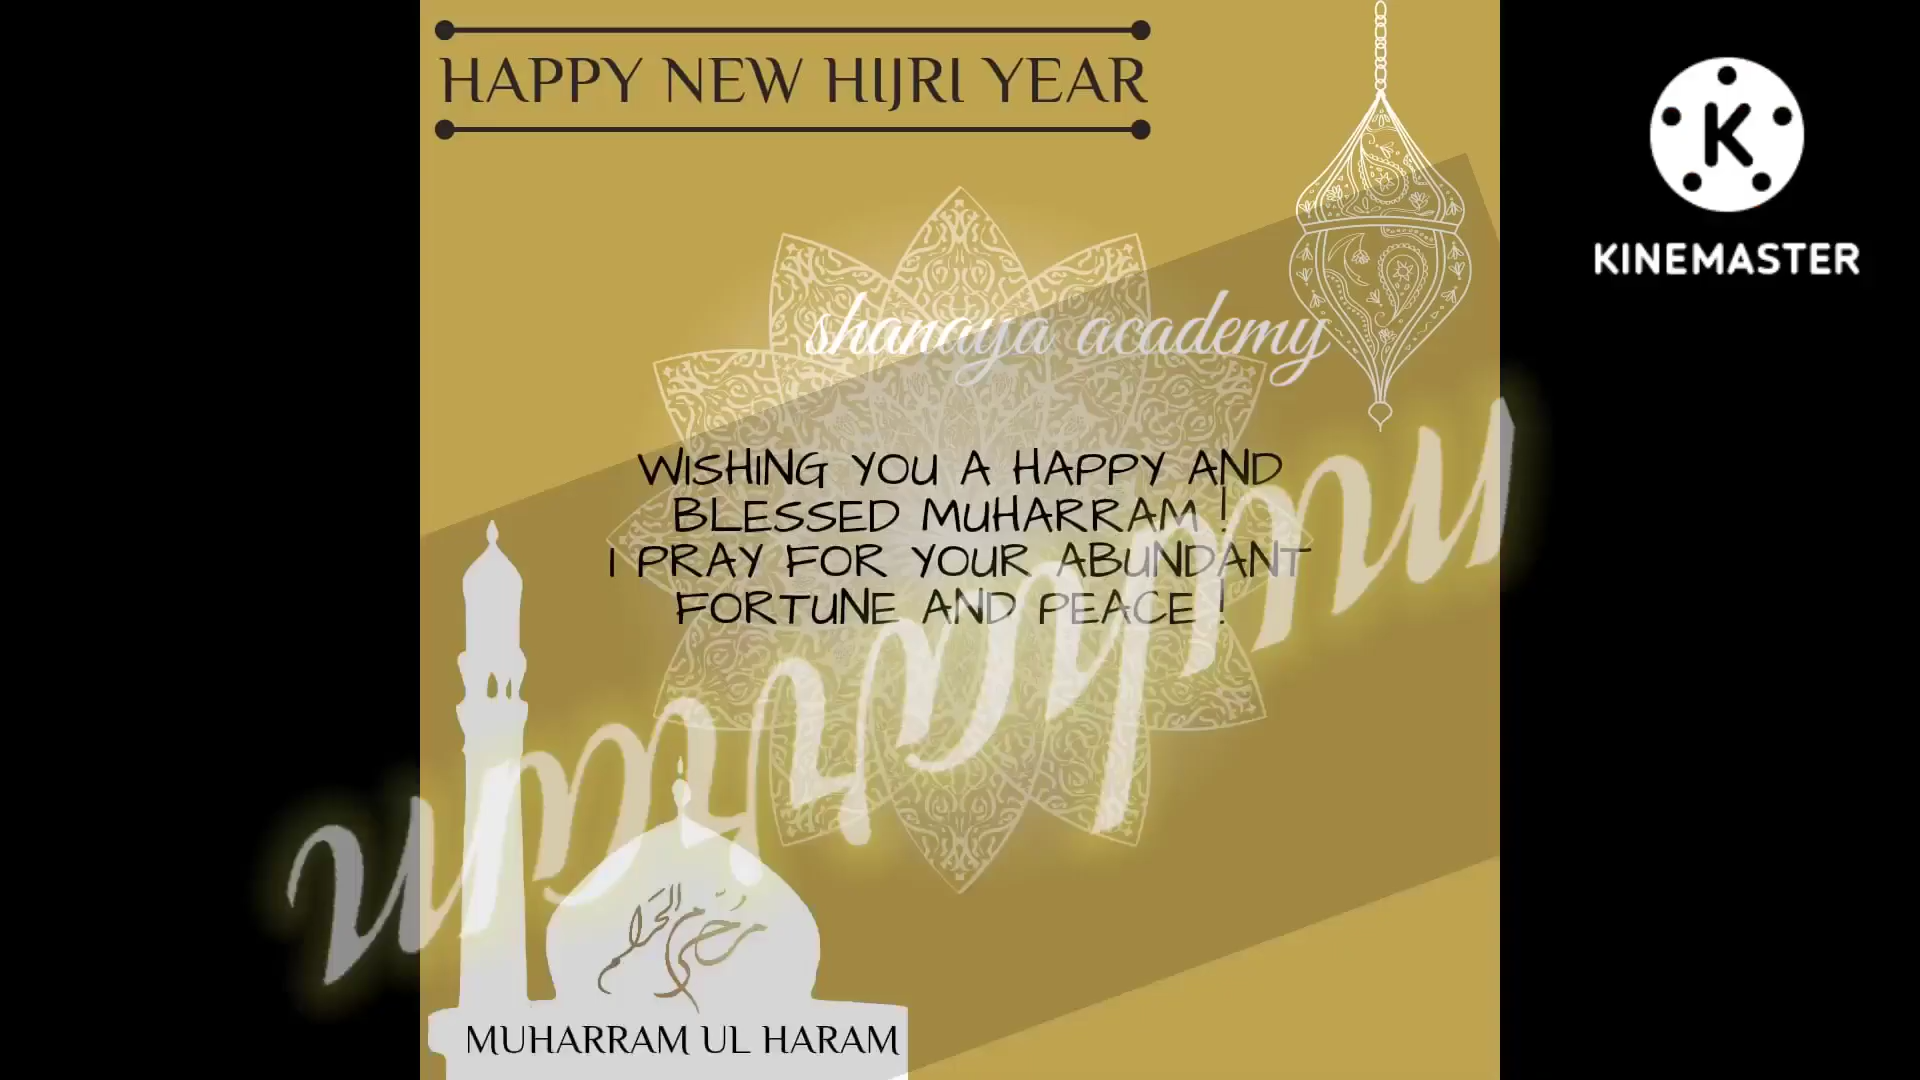 HAPPY NEW HIJRI YEAR
K
KINEMASTER
shanaya academy
WISHING YOU A HAPPY AND
BLESSED MUHARRAM !
I PRAY FOR YOUR ABUNDANT
FORTUNE AND PEACE !
محرم الحرام
MUHARRAM UL HARAM